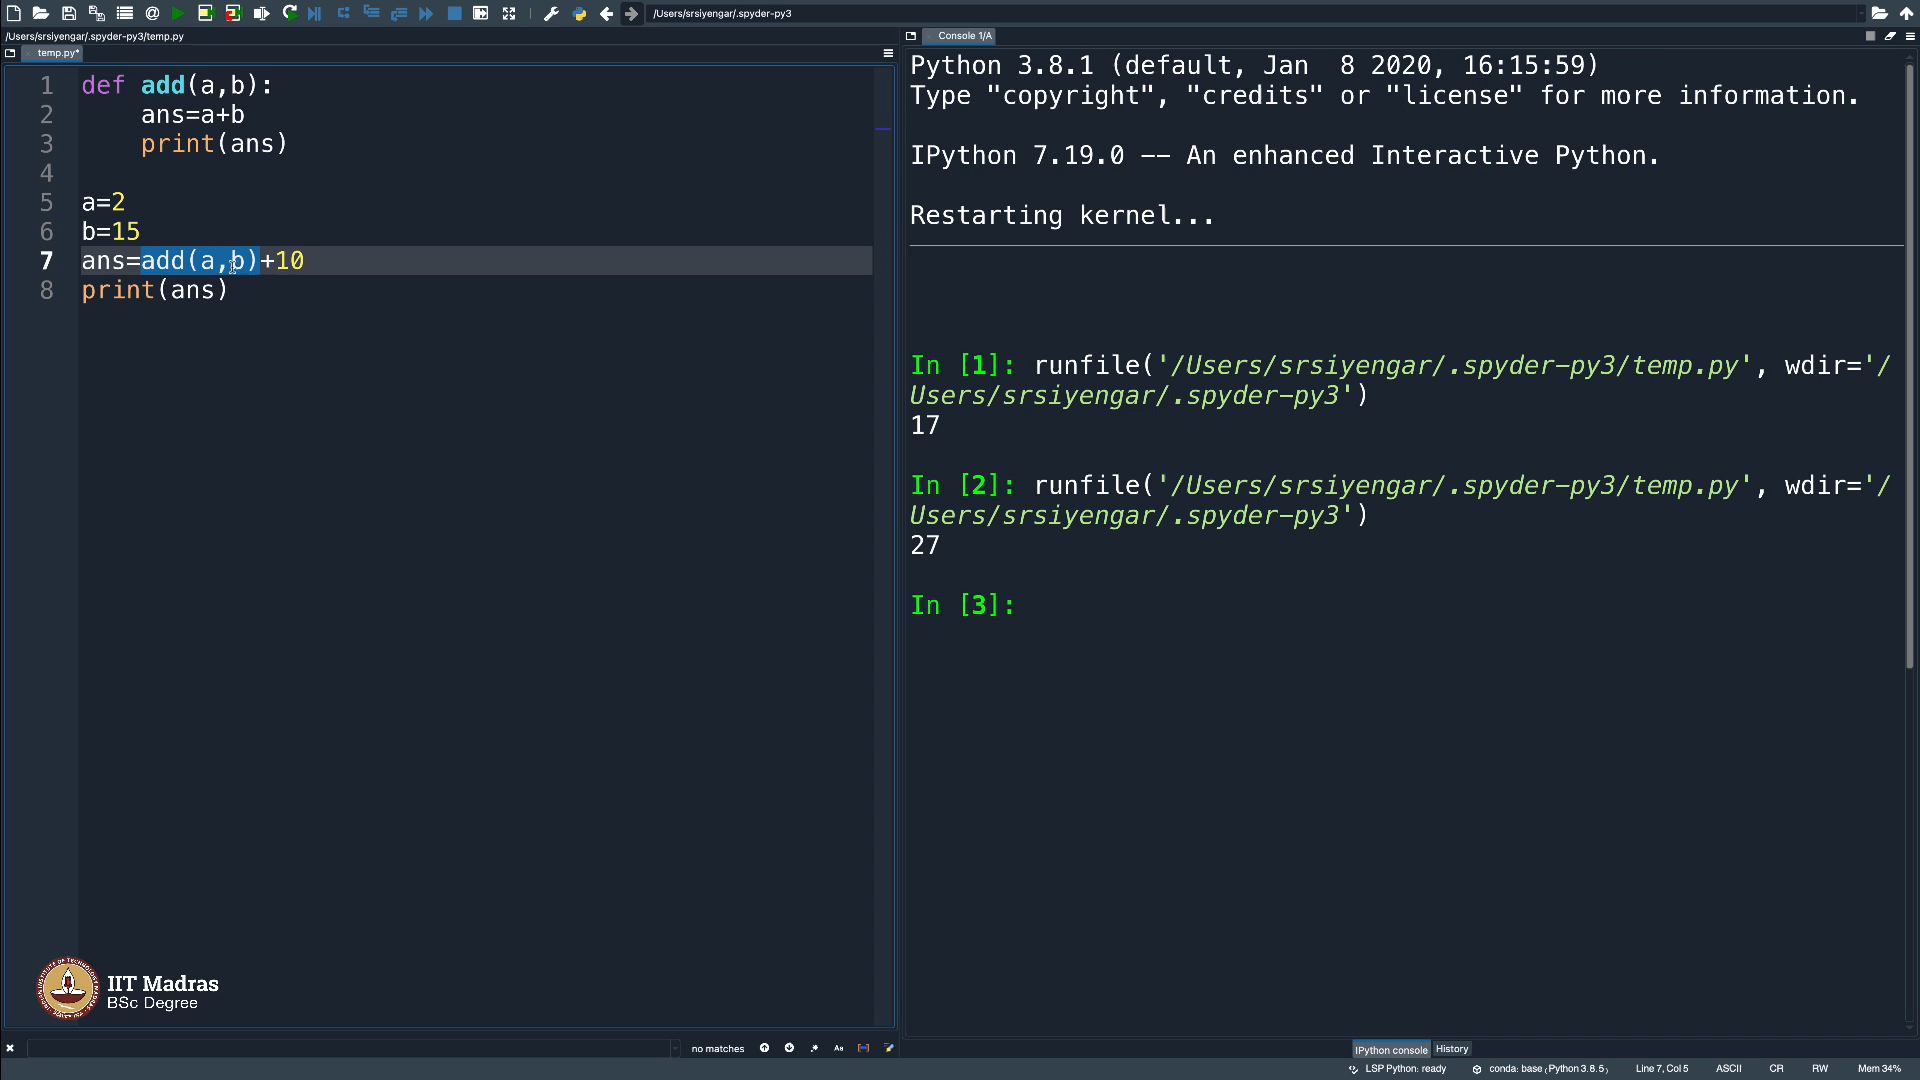 /Users/srsiyengar/.spyder-py3
/Users/srsiyengar/.spyder-py3/temp.py
temp.py*
1 def add(a,b):
2     ans=a+b
3     print(ans)
4
5 a=2
6 b=15
7 ans=add(a,b)+10
8 print(ans)
IIT Madras
BSc Degree
no matches
Aa
Console 1/A
Python 3.8.1 (default, Jan  8 2020, 16:15:59)
Type "copyright", "credits" or "license" for more information.
IPython 7.19.0 -- An enhanced Interactive Python.
Restarting kernel...
In [1]: runfile('/Users/srsiyengar/.spyder-py3/temp.py', wdir='/
Users/srsiyengar/.spyder-py3')
17
In [2]: runfile('/Users/srsiyengar/.spyder-py3/temp.py', wdir='/
Users/srsiyengar/.spyder-py3')
27
In [3]:
IPython console History
LSP Python: ready conda: base (Python 3.8.5) Line 7, Col 5 ASCII CR RW Mem 34%